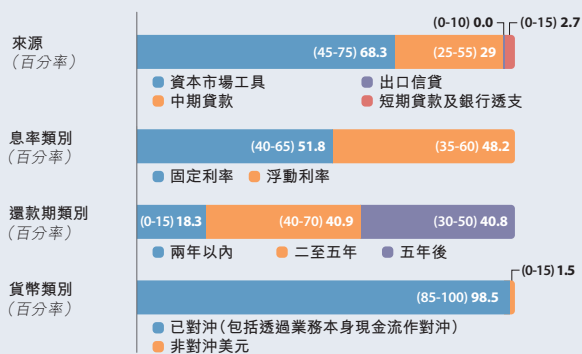 (0-10) 0.0 (0-15) 2.7
來源
(百分率)
(45-75) 68.3 (25-55) 29
資本市場工具 出口信貸
中期貸款 短期貸款及銀行透支
息率類別
(百分率)
(40-65) 51.8 (35-60) 48.2
固定利率 浮動利率
還款期類別
(百分率)
(0-15) 18.3 (40-70) 40.9 (30-50) 40.8
兩年以內 二至五年 五年後
(0-15) 1.5
貨幣類別
(百分率)
(85-100) 98.5
已對沖(包括透過業務本身現金流作對沖)
非對沖美元